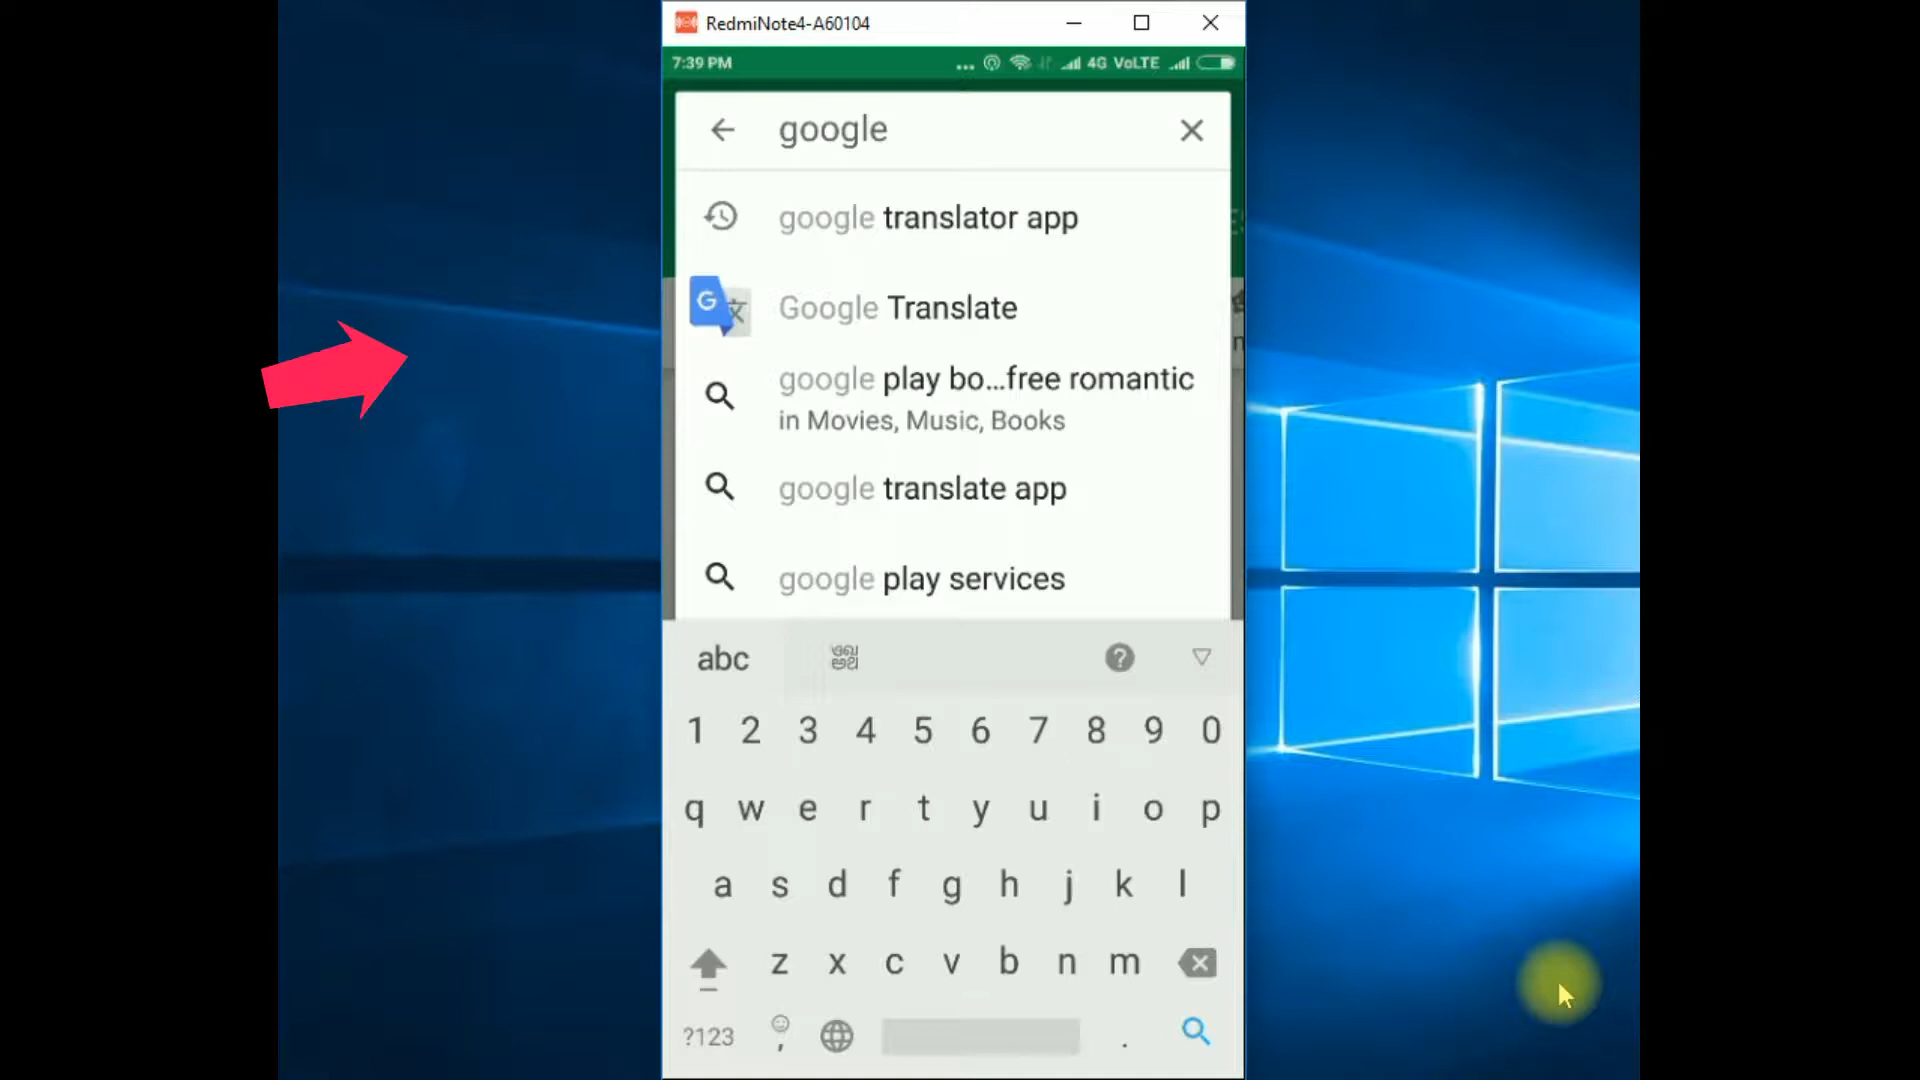 RedmiNote4-A60104
7:39 PM
... 4G VoLTE
google
google translator app
Google Translate
google play bo...free romantic
in Movies, Music, Books
google translate app
google play services
abc
1 2 3 4 5 6 7 8 9 0
q w e r t y u i o p
a s d f g h j k l
z x c v b n m
?123 , .